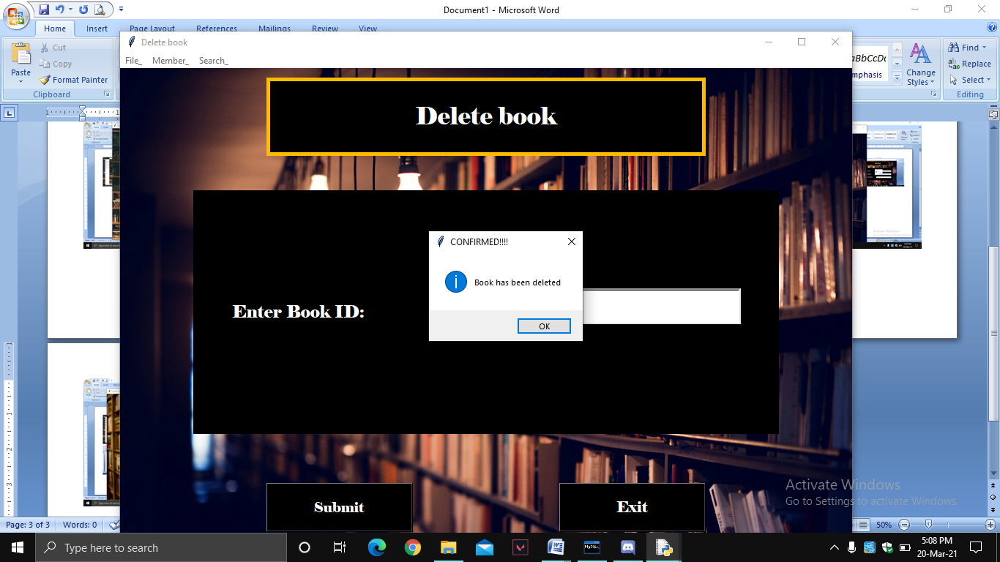 Document1 - Microsoft Word
Home Insert Page Layout References Mailings Review View
Cut
Copy
Format Painter
Paste
Clipboard
Delete book
File_ Member_ Search_
Delete book
CONFIRMED!!!!
Book has been deleted
OK
Enter Book ID:
Submit
Exit
aBbCcDc
mphasis
Change
Styles
Find
Replace
Select
Editing
Activate Windows
Go to Settings to activate Windows.
Page: 3 of 3 Words: 0
50%
Type here to search
5:08 PM
20-Mar-21